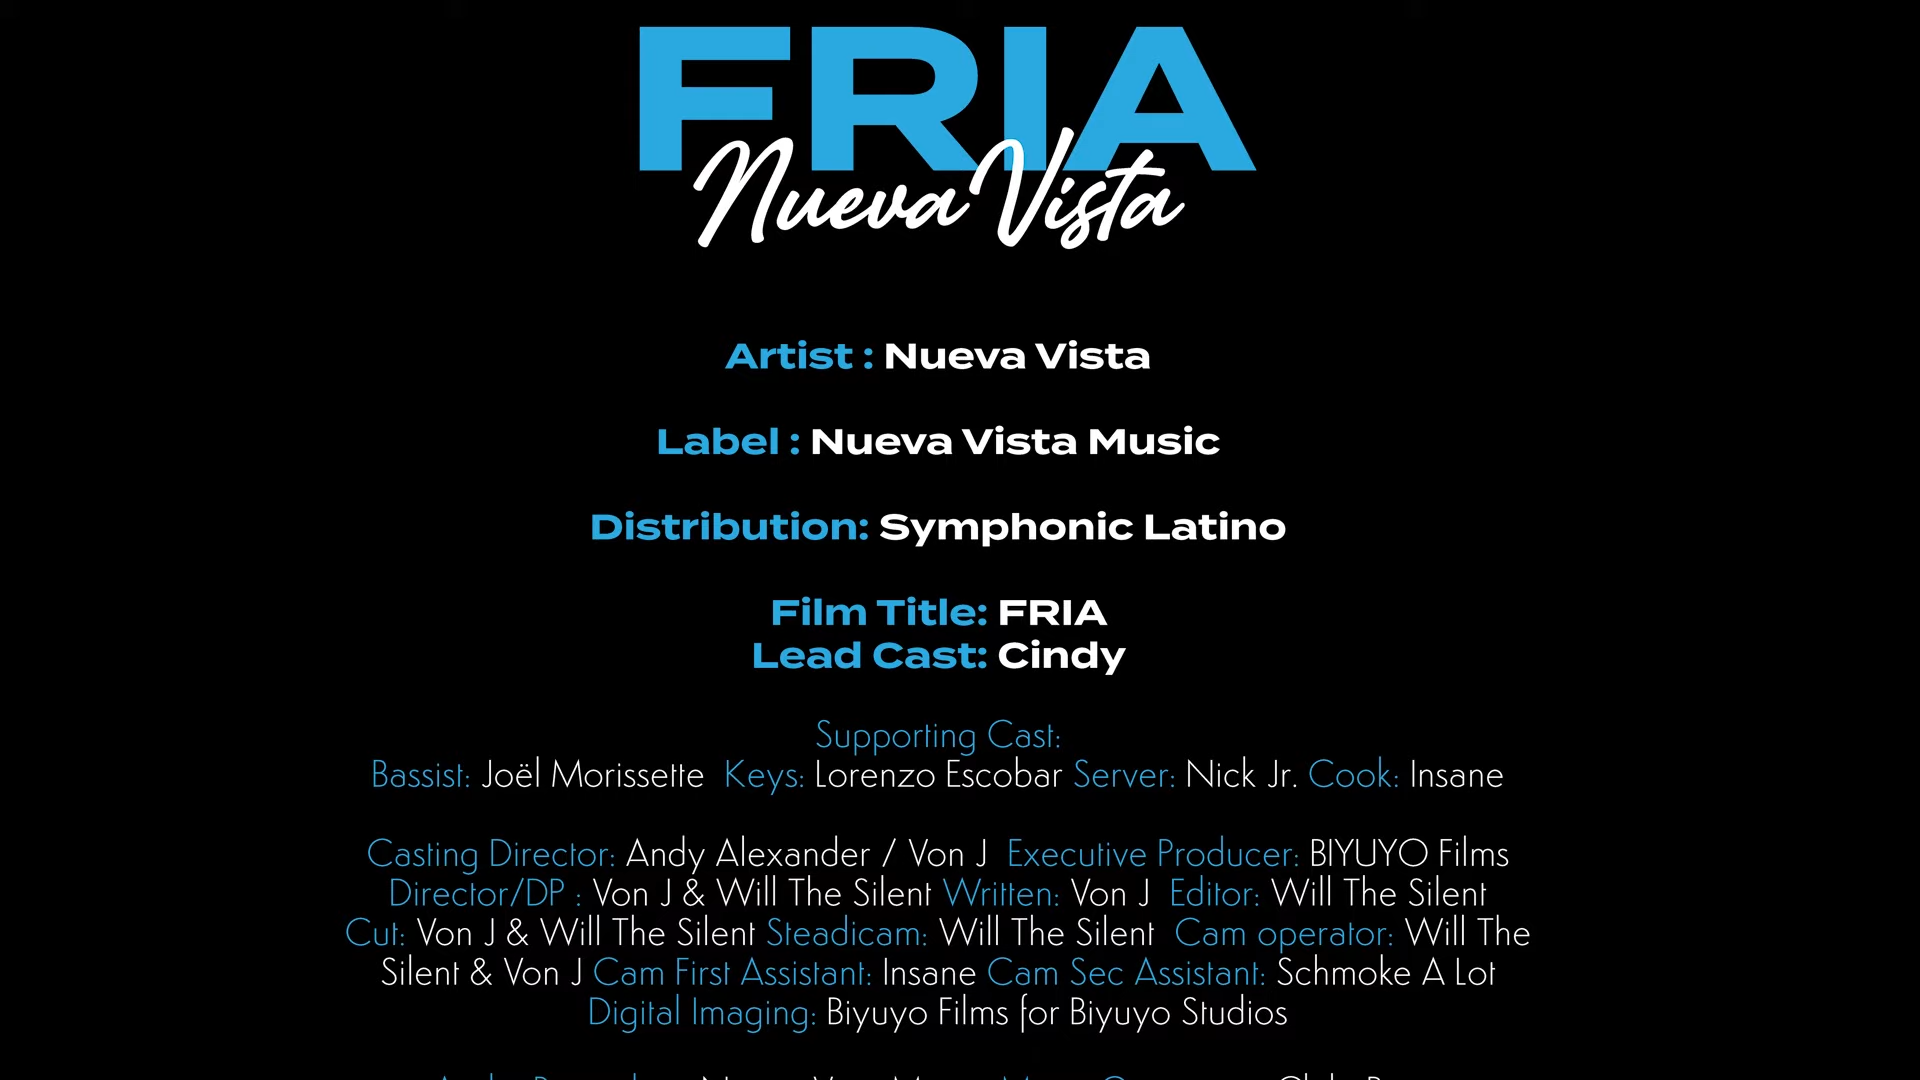 FRIA
Nueva Vista
Artist : Nueva Vista
Label : Nueva Vista Music
Distribution: Symphonic Latino
Film Title: FRIA
Lead Cast: Cindy
Supporting Cast:
Bassist: Joël Morissette Keys: Lorenzo Escobar Server: Nick Jr. Cook: Insane
Casting Director: Andy Alexander / Von J Executive Producer: BIYUYO Films
Director/DP : Von J & Will The Silent Written: Von J Editor: Will The Silent
Cut: Von J & Will The Silent Steadicam: Will The Silent Cam operator: Will The
Silent & Von J Cam First Assistant: Insane Cam Sec Assistant: Schmoke A Lot
Digital Imaging: Biyuyo Films for Biyuyo Studios